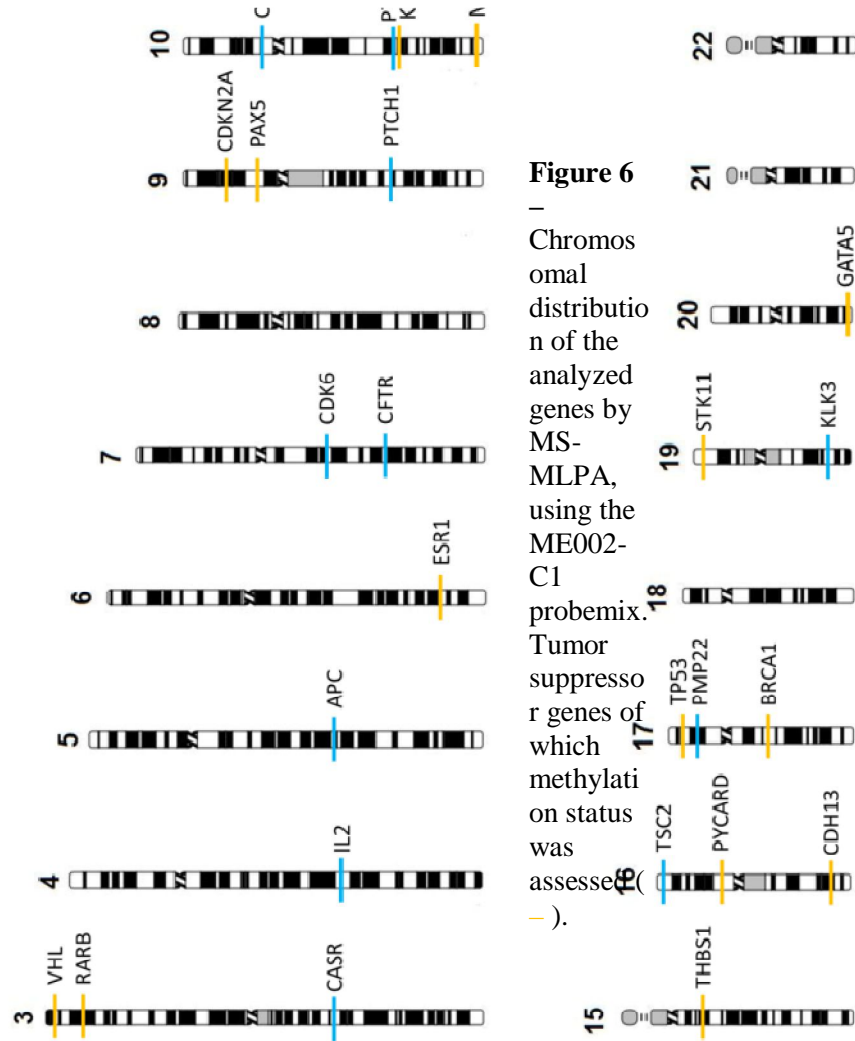 10
9
CDKN2A
PAX5
PTCH1
8
7
CDK6
CFTR
6
ESR1
5
APC
4
IL2
3
VHL
RARB
CASR
Figure 6
–
Chromos
omal
distributio
n of the
analyzed
genes by
MS-
MLPA,
using the
ME002-
C1
probemix.
Tumor
suppresso
r genes of
which
methylati
on status
was
assessed (
– ).
22
21
20
GATA5
19
STK11
KLK3
18
17
TP53
PMP22
BRCA1
16
TSC2
PYCARD
CDH13
15
THBS1